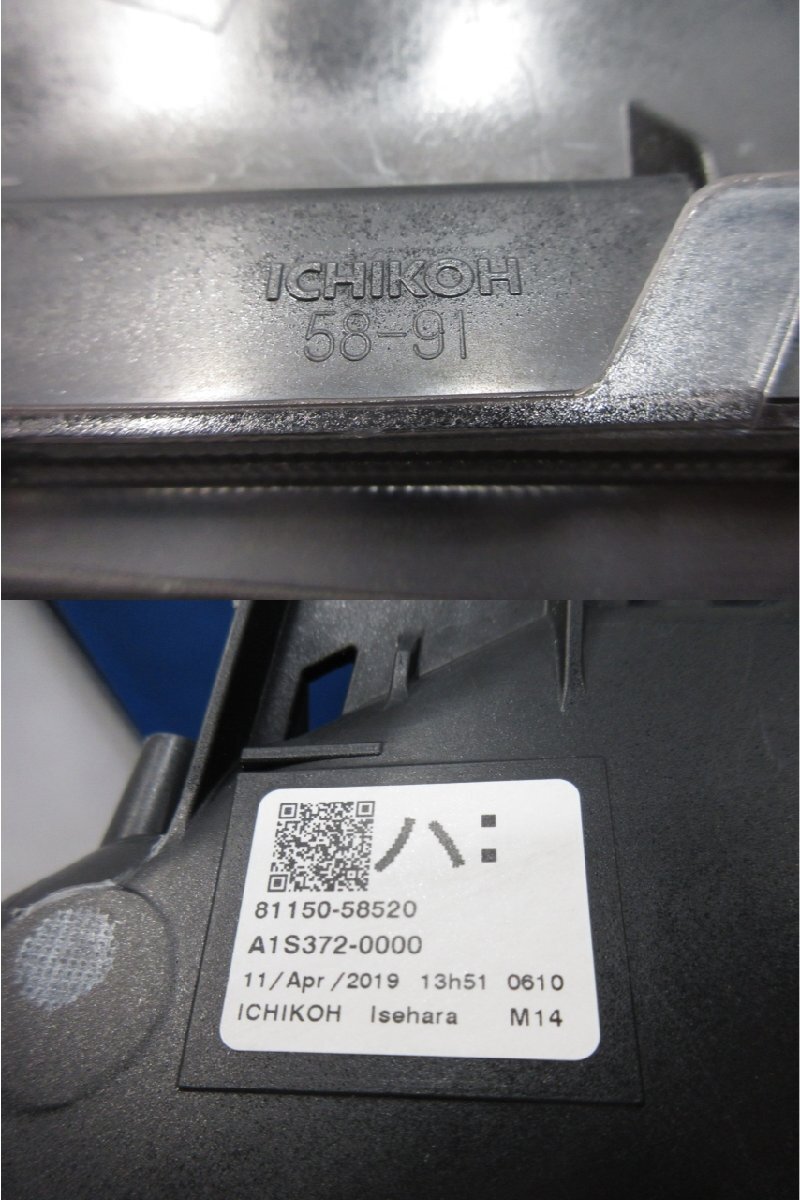 ICHIKOH
58-91
ハ:
81150-58520
A1S372-0000
11/Apr/2019 13h51 0610
ICHIKOH Isehara M14